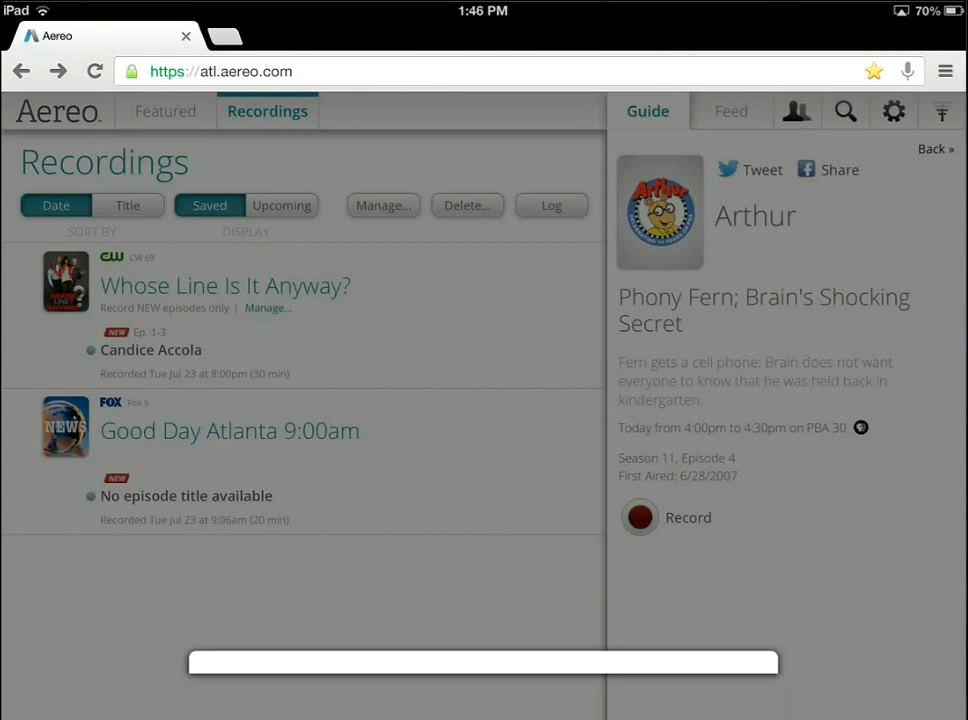 iPad
1:46 PM
70%
Aereo
https://atl.aereo.com
Aereo
Featured
Recordings
Guide
Feed
Back »
Recordings
Date
Title
Saved
Upcoming
Manage...
Delete...
Log
SORT BY
DISPLAY
CW CW 69
Whose Line Is It Anyway?
Record NEW episodes only | Manage...
NEW Ep. 1-3
Candice Accola
Recorded Tue Jul 23 at 8:00pm (30 min)
WHOSE LINE ?
FOX Fox 5
NEWS
Good Day Atlanta 9:00am
NEW
No episode title available
Recorded Tue Jul 23 at 9:06am (20 min)
Tweet
Share
ARTHUR
Arthur
Phony Fern; Brain's Shocking
Secret
Fern gets a cell phone; Brain does not want
everyone to know that he was held back in
kindergarten.
Today from 4:00pm to 4:30pm on PBA 30
Season 11, Episode 4
First Aired: 6/28/2007
Record